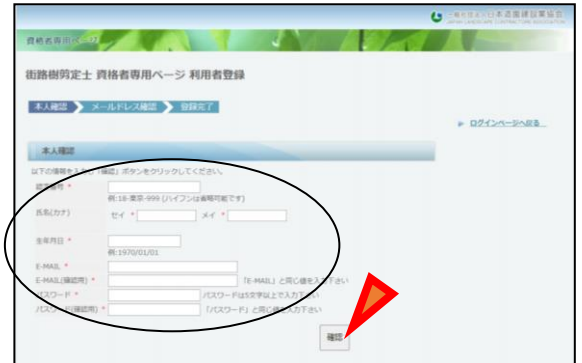 一般社団法人日本造園建設業協会
JAPAN LANDSCAPE CONTRACTORS ASSOCIATION
資格者専用ページ
街路樹剪定士 資格者専用ページ 利用者登録
本人確認 メールアドレス確認 登録完了
ログインページへ戻る
本人確認
以下の情報を入力し「確認」ボタンをクリックしてください。
認定番号 *
例:18-東京-999 (ハイフンは省略可能です)
氏名(カナ) セイ * メイ *
生年月日 *
例:1970/01/01
E-MAIL *
E-MAIL(確認用) * 「E-MAIL」と同じ値を入力下さい
パスワード * パスワードは5文字以上で入力下さい
パスワード(確認用) * 「パスワード」と同じ値を入力下さい
確認